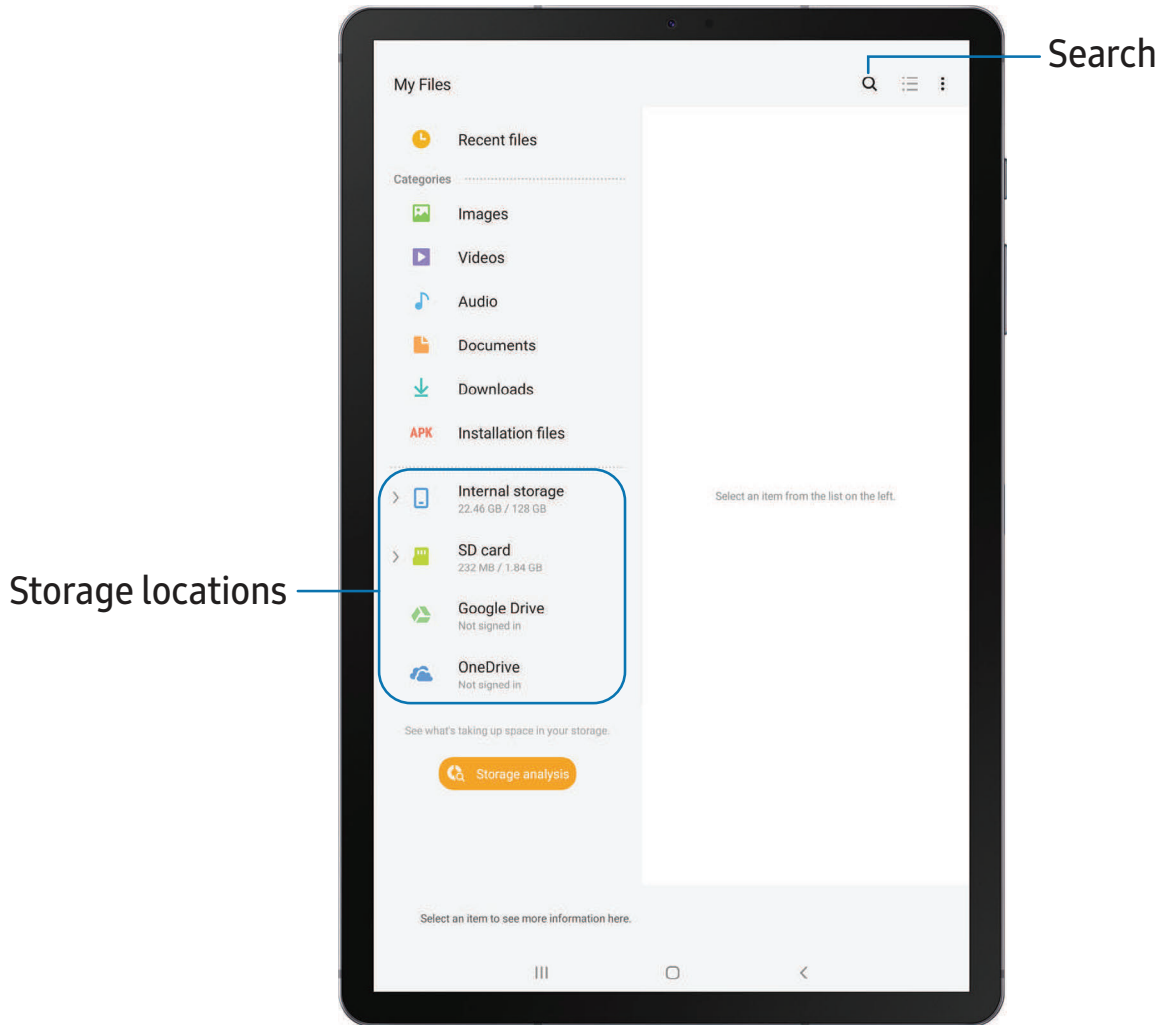 Search
My Files
Recent files
Categories
Images
Videos
Audio
Documents
Downloads
APK Installation files
Internal storage
22.46 GB / 128 GB
Select an item from the list on the left.
SD card
232 MB / 1.84 GB
Storage locations
Google Drive
Not signed in
OneDrive
Not signed in
See what's taking up space in your storage.
Storage analysis
Select an item to see more information here.